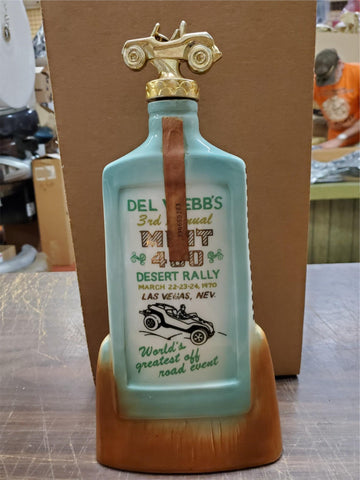 DEL WEBB'S
3rd Annual
MINT
400
DESERT RALLY
MARCH 22-23-24, 1970
LAS VEGAS, NEV.
World's
greatest off
road event